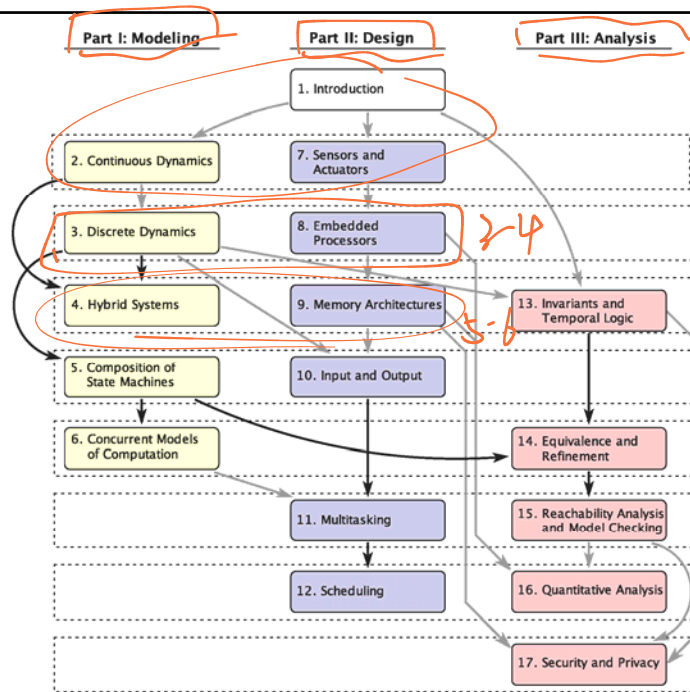 Part I: Modeling
Part II: Design
Part III: Analysis
1. Introduction
2. Continuous Dynamics
7. Sensors and
Actuators
3. Discrete Dynamics
8. Embedded
Processors
3-4
4. Hybrid Systems
9. Memory Architectures
5-6
13. Invariants and
Temporal Logic
5. Composition of
State Machines
10. Input and Output
6. Concurrent Models
of Computation
14. Equivalence and
Refinement
11. Multitasking
15. Reachability Analysis
and Model Checking
12. Scheduling
16. Quantitative Analysis
17. Security and Privacy